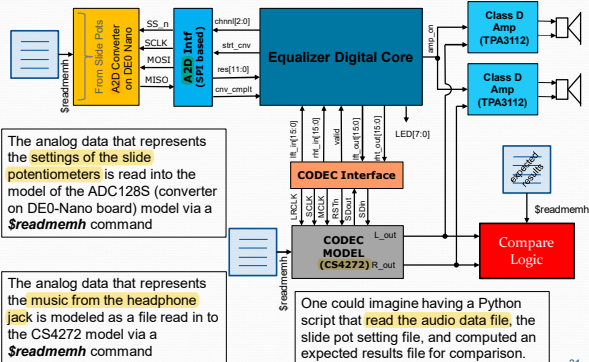 SS_n
SCLK
MOSI
MISO
From Slide Pots
A2D Converter
on DE0 Nano
$readmemh
A2D Intf
(SPI based)
chnnl[2:0]
strt_cnv
res[11:0]
cnv_cmplt
Equalizer Digital Core
amp_on
Class D
Amp
(TPA3112)
Class D
Amp
(TPA3112)
LED[7:0]
lft_in[15:0]
rht_in[15:0]
valid
lft_out[15:0]
rht_out[15:0]
CODEC Interface
LRCLK
SCLK
MCLK
RSTn
SDout
SDin
CODEC
MODEL
(CS4272)
L_out
R_out
$readmemh
expected
results
$readmemh
Compare
Logic
The analog data that represents
the settings of the slide
potentiometers is read into the
model of the ADC128S (converter
on DE0-Nano board) model via a
$readmemh command
The analog data that represents
the music from the headphone
jack is modeled as a file read in to
the CS4272 model via a
$readmemh command
One could imagine having a Python
script that read the audio data file, the
slide pot setting file, and computed an
expected results file for comparison.